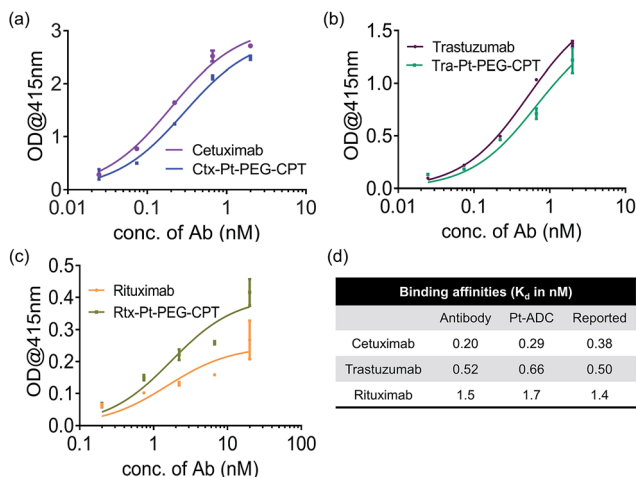 (a)
OD@415nm
3
2
1
0
Cetuximab
Ctx-Pt-PEG-CPT
0.01
0.1
1
10
conc. of Ab (nM)
(b)
OD@415nm
1.5
1.0
0.5
0.0
Trastuzumab
Tra-Pt-PEG-CPT
0.01
0.1
1
10
conc. of Ab (nM)
(c)
OD@415nm
0.5
0.4
0.3
0.2
0.1
0.0
Rituximab
Rtx-Pt-PEG-CPT
0.1
1
10
100
conc. of Ab (nM)
(d)
Binding affinities (Kd in nM)
Antibody Pt-ADC Reported
Cetuximab 0.20 0.29 0.38
Trastuzumab 0.52 0.66 0.50
Rituximab 1.5 1.7 1.4